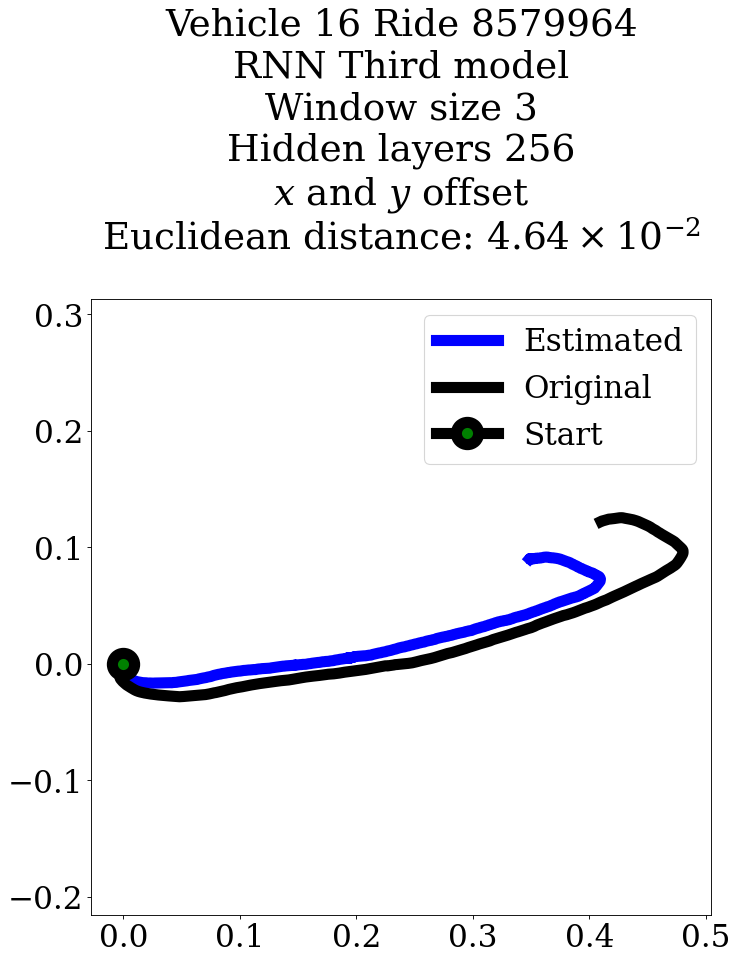 Vehicle 16 Ride 8579964
RNN Third model
Window size 3
Hidden layers 256
x and y offset
Euclidean distance: 4.64 × 10⁻²
0.3
0.2
0.1
0.0
−0.1
−0.2
Estimated
Original
Start
0.0 0.1 0.2 0.3 0.4 0.5